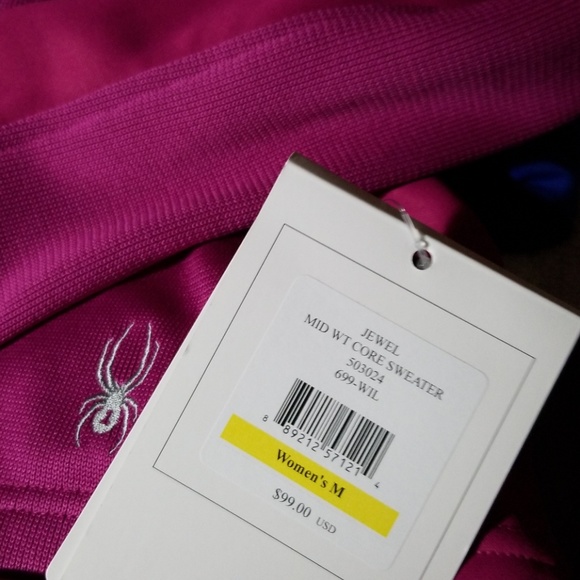 JEWEL
MID WT CORE SWEATER
503024
699-WIL
8 89212 57121 4
Women's M
$99.00 USD